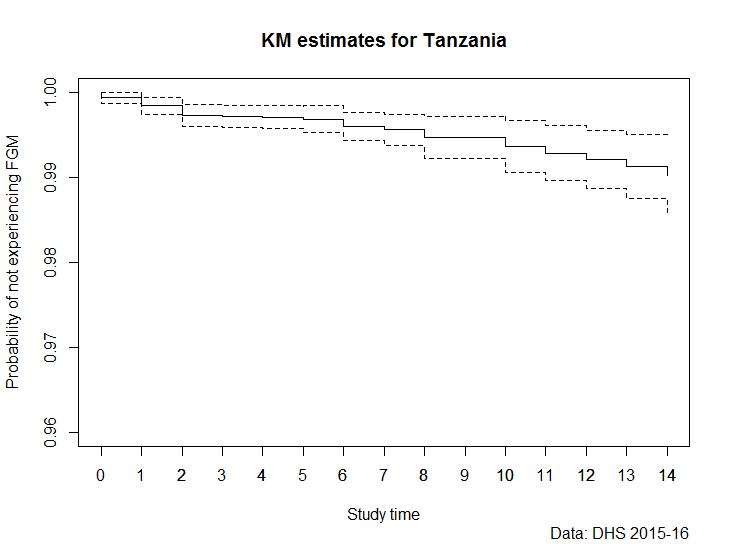 KM estimates for Tanzania
Probability of not experiencing FGM
1.00
0.99
0.98
0.97
0.96
0 1 2 3 4 5 6 7 8 9 10 11 12 13 14
Study time
Data: DHS 2015-16